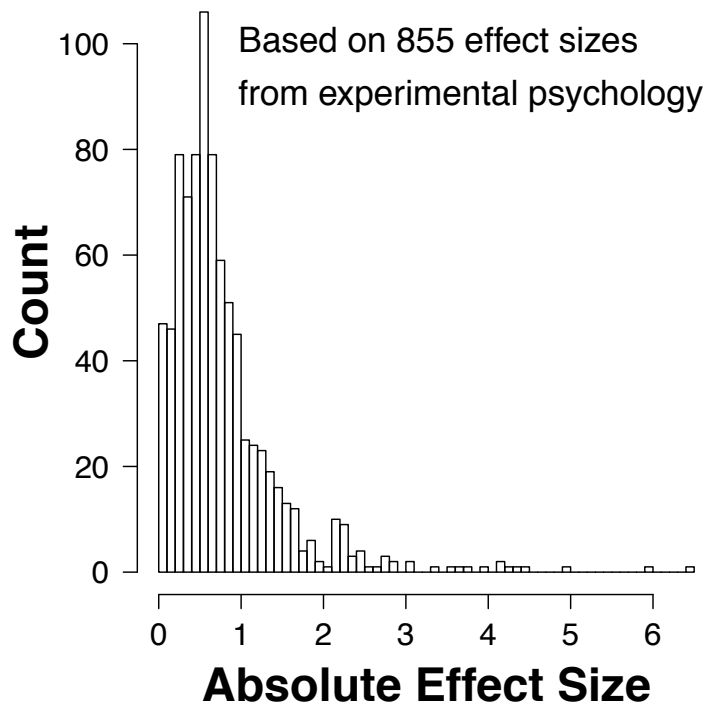 Based on 855 effect sizes
from experimental psychology
100
80
60
40
20
0
Count
0 1 2 3 4 5 6
Absolute Effect Size